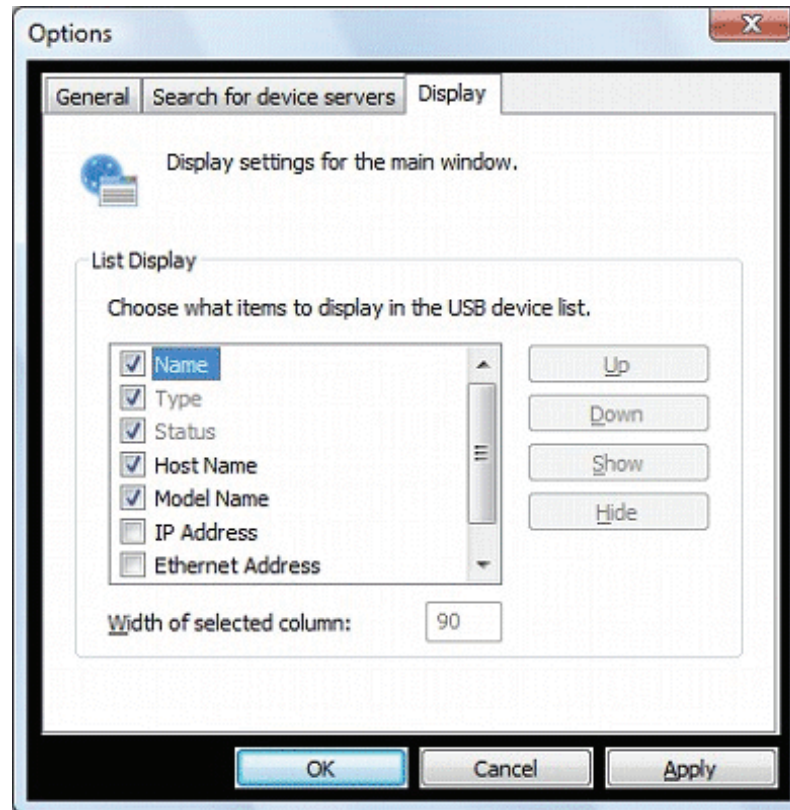 Options
General Search for device servers Display
Display settings for the main window.
List Display
Choose what items to display in the USB device list.
Name
Up
Type
Down
Status
Host Name
Show
Model Name
Hide
IP Address
Ethernet Address
Width of selected column: 90
OK Cancel Apply